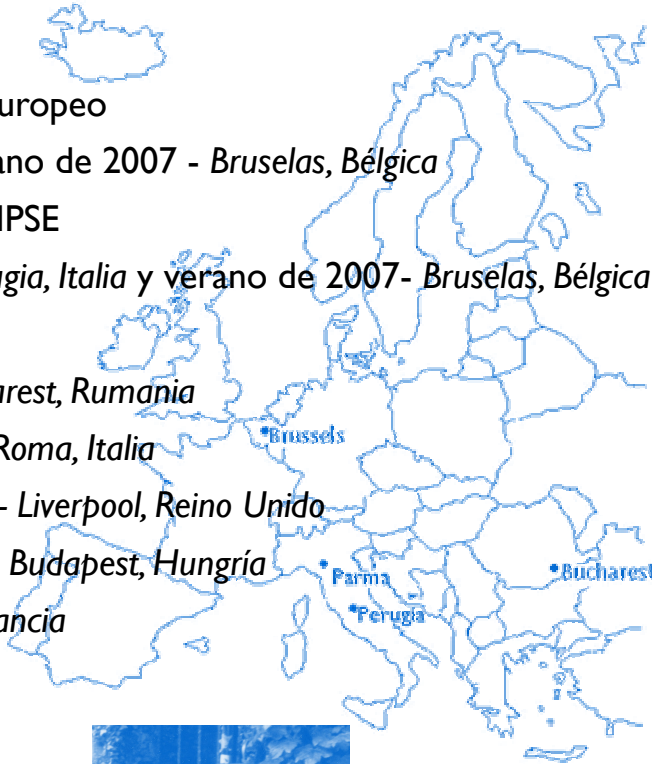 uropeo
ano de 2007 - Bruselas, Bélgica
IPSE
gia, Italia y verano de 2007- Bruselas, Bélgica
arest, Rumania
Roma, Italia
- Liverpool, Reino Unido
Budapest, Hungría
ancia
Brussels
Parma
Perugia
Bucharest